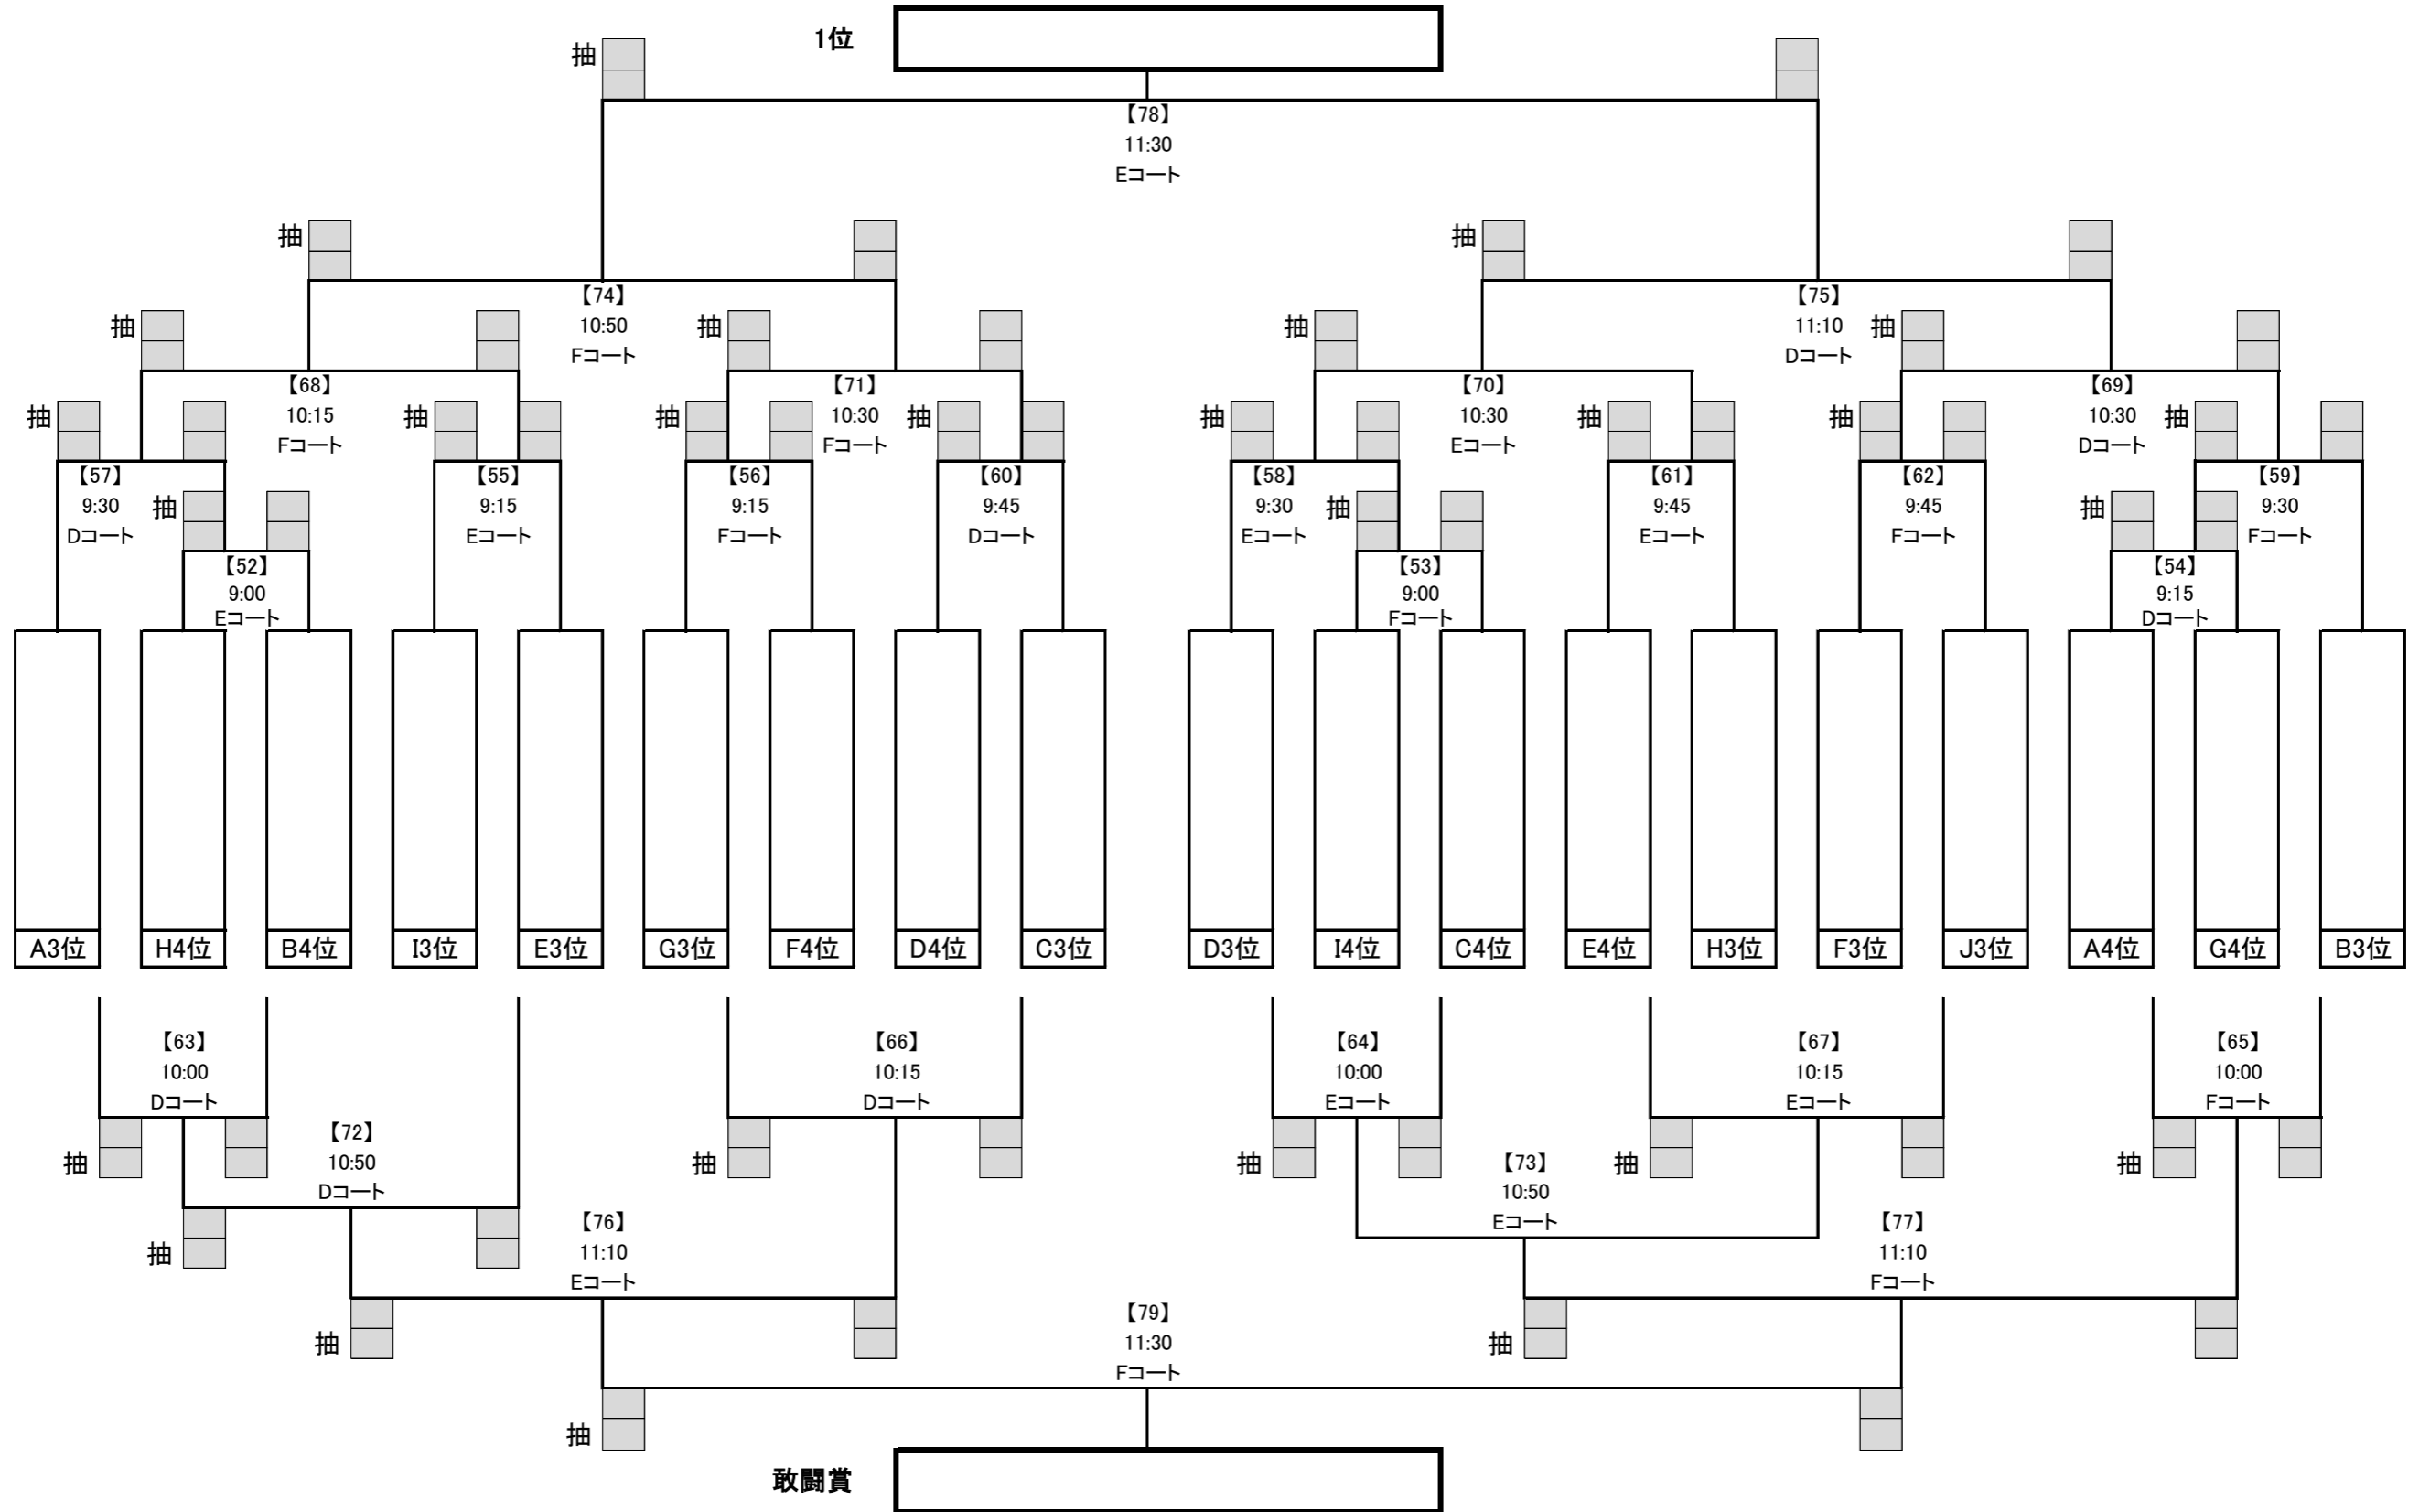 1位
抽
【78】
11:30
Eコート
抽
抽
【74】
10:50
Fコート
【75】
11:10
Dコート
抽
抽
抽
抽
【68】
10:15
Fコート
【71】
10:30
Fコート
【70】
10:30
Eコート
【69】
10:30
Dコート
抽
抽
抽
抽
抽
抽
抽
抽
【57】
9:30
Dコート
【55】
9:15
Eコート
【56】
9:15
Fコート
【60】
9:45
Dコート
【58】
9:30
Eコート
【61】
9:45
Eコート
【62】
9:45
Fコート
【59】
9:30
Fコート
抽
抽
抽
【52】
9:00
Eコート
【53】
9:00
Fコート
【54】
9:15
Dコート
A3位 H4位 B4位 I3位 E3位 G3位 F4位 D4位 C3位 D3位 I4位 C4位 E4位 H3位 F3位 J3位 A4位 G4位 B3位
【63】
10:00
Dコート
【66】
10:15
Dコート
【64】
10:00
Eコート
【67】
10:15
Eコート
【65】
10:00
Fコート
抽
抽
抽
抽
抽
【72】
10:50
Dコート
【73】
10:50
Eコート
抽
【76】
11:10
Eコート
【77】
11:10
Fコート
抽
抽
【79】
11:30
Fコート
抽
敢闘賞